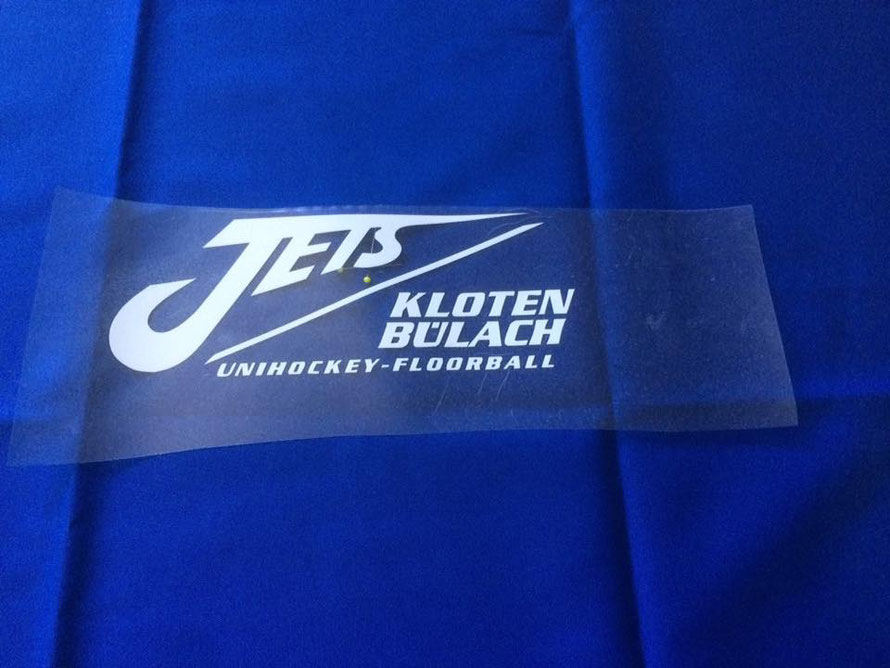 JETS
KLOTEN
BÜLACH
UNIHOCKEY-FLOORBALL